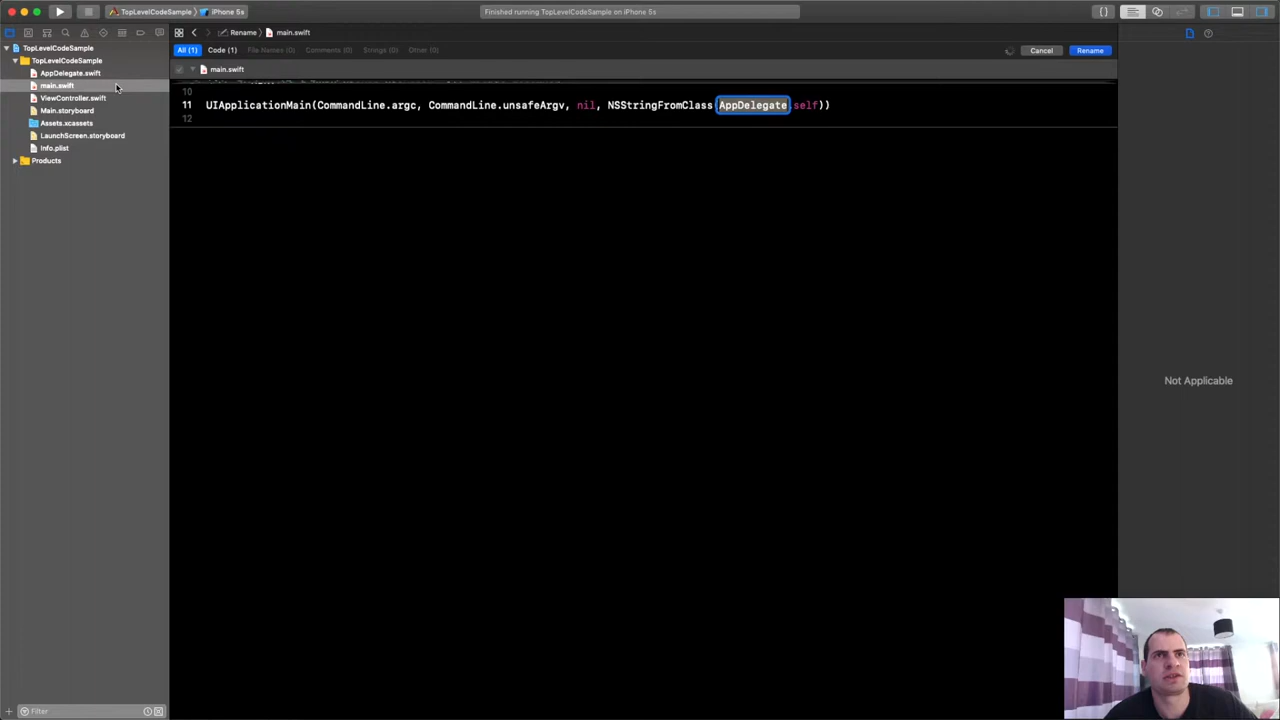 TopLevelCodeSample
iPhone 5s
Finished running TopLevelCodeSample on iPhone 5s
Rename
main.swift
All (1)
Code (1)
File Names (0)
Comments (0)
Strings (0)
Other (0)
Cancel
Rename
TopLevelCodeSample
TopLevelCodeSample
AppDelegate.swift
main.swift
ViewController.swift
Main.storyboard
Assets.xcassets
LaunchScreen.storyboard
Info.plist
Products
main.swift
10
11 UIApplicationMain(CommandLine.argc, CommandLine.unsafeArgv, nil, NSStringFromClass(AppDelegate.self))
12
Not Applicable
Filter